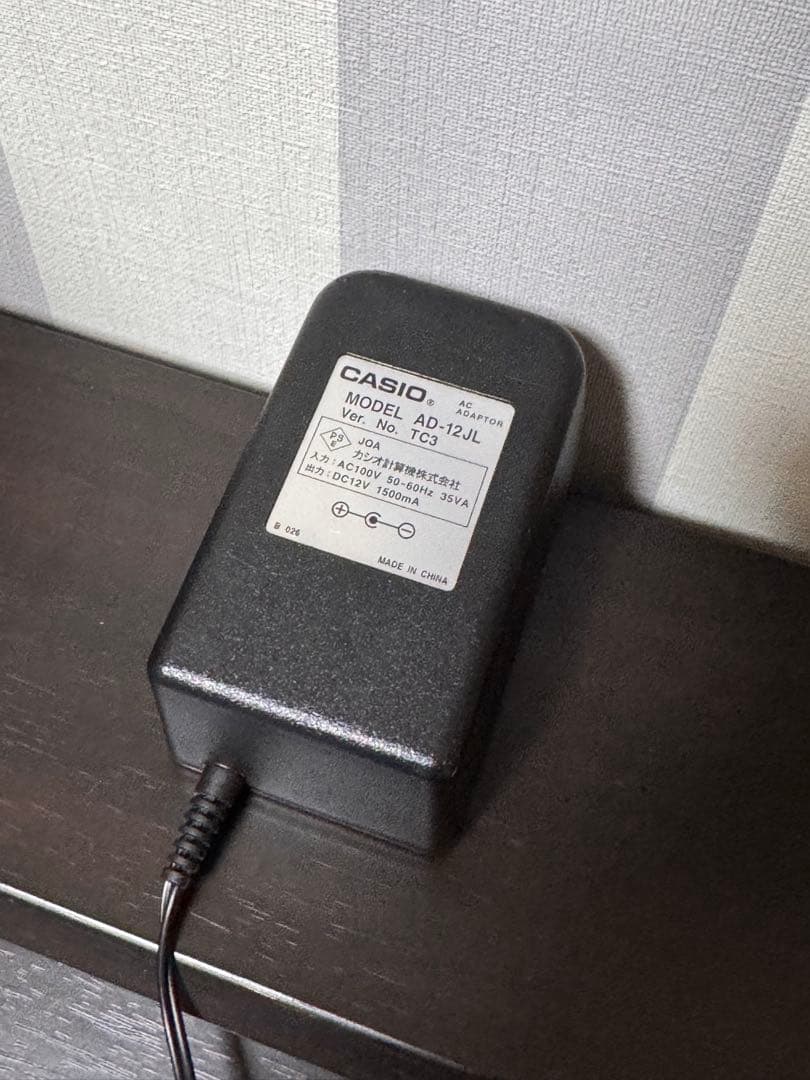 CASIO®
AC
ADAPTOR
MODEL AD-12JL
Ver. No. TC3
PS
E
JQA
カシオ計算機株式会社
入力:AC100V 50-60Hz 35VA
出力:DC12V 1500mA
B 026
MADE IN CHINA